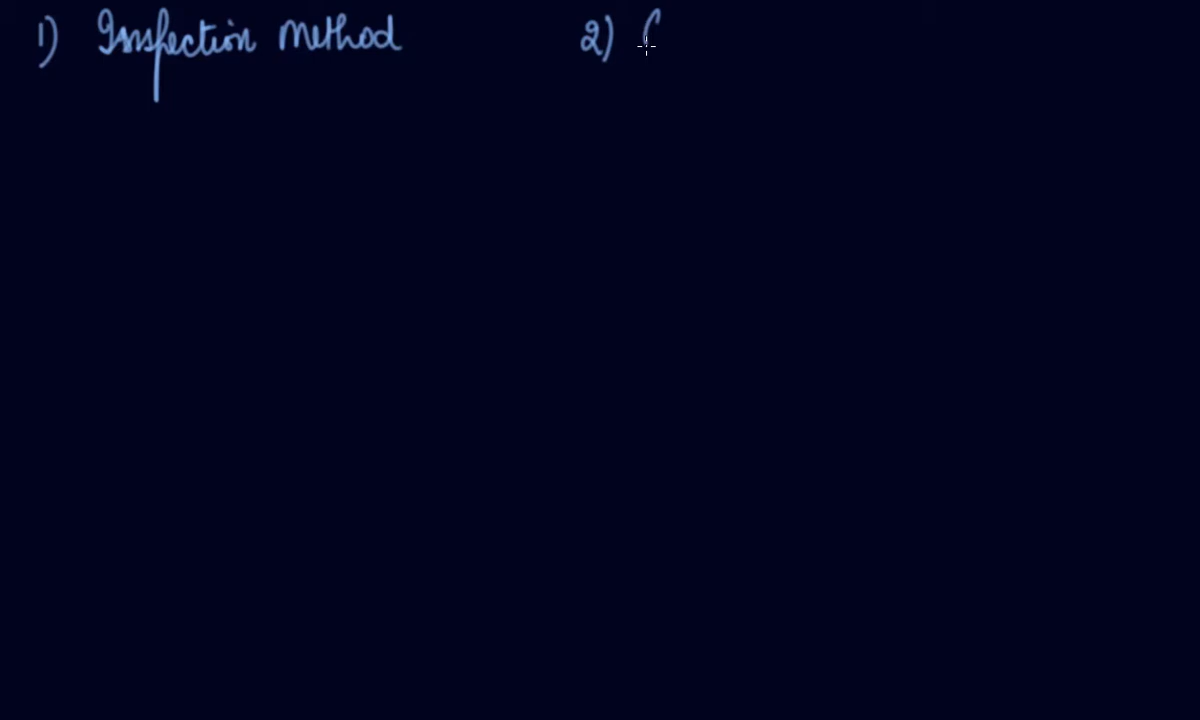 1) Inspection Method 2) (